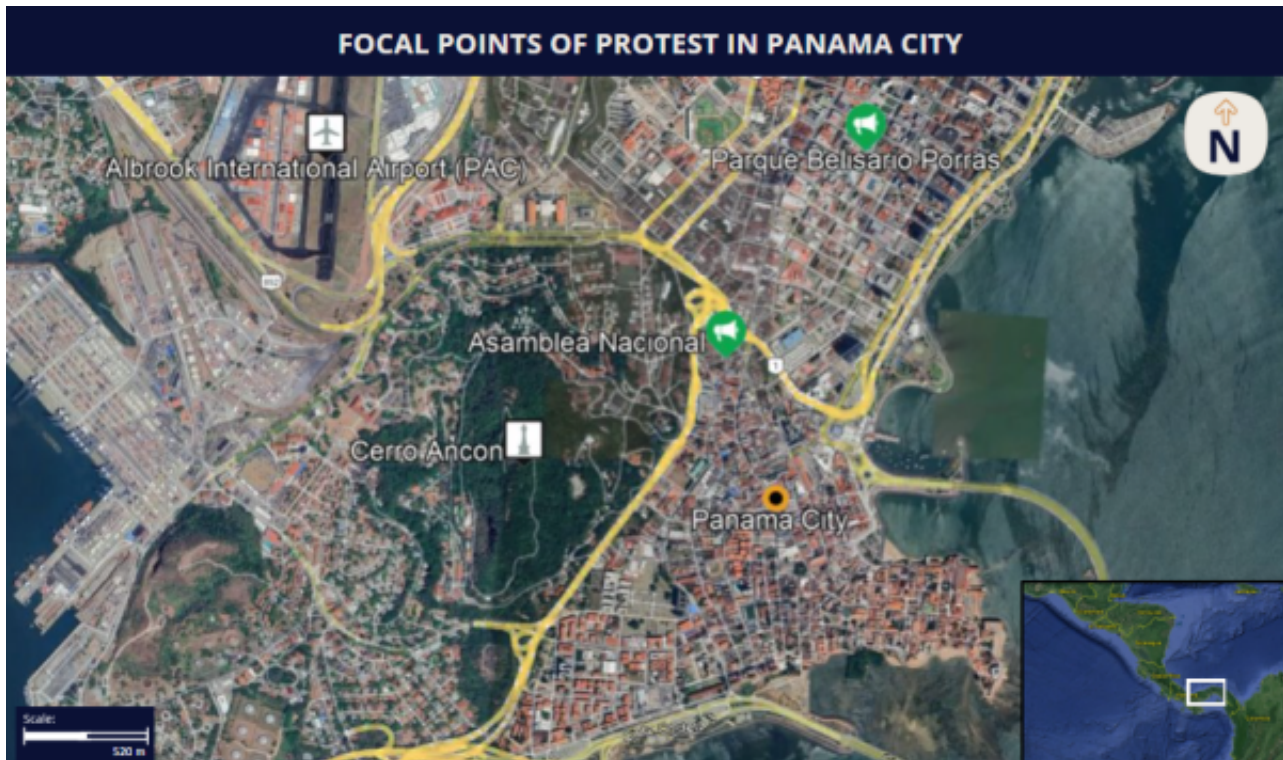 FOCAL POINTS OF PROTEST IN PANAMA CITY
N
Albrook International Airport (PAC)
Parque Belisario Porras
Asamblea Nacional
1
Cerro Ancon
Panama City
Scale:
520 m